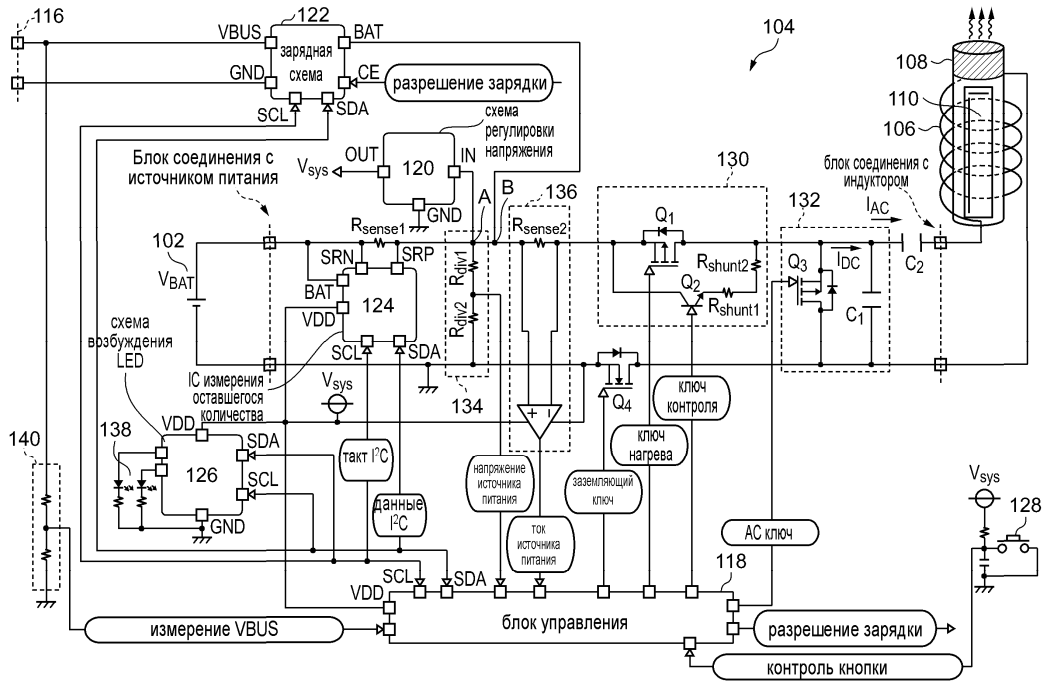 116
122
VBUS
BAT
зарядная
схема
GND
CE
разрешение зарядки
SCL
SDA
104
108
110
106
схема
регулировки
напряжения
OUT
120
IN
Vsys
GND
Блок соединения с
источником питания
A
B
136
130
132
блок соединения с
индуктором
IAC
102
VBAT
Rsense1
SRN
SRP
BAT
124
VDD
SCL
SDA
Rdiv1
Rdiv2
Rsense2
Q1
Q2
Rshunt2
Rshunt1
Q3
IDC
C1
C2
схема
возбуждения
LED
IC измерения
оставшегося
количества
Vsys
134
Q4
ключ
контроля
ключ
нагрева
140
138
VDD
SDA
126
SCL
GND
такт I²C
данные
I²C
напряжение
источника
питания
ток
источника
питания
заземляющий
ключ
AC ключ
Vsys
128
SCL
SDA
VDD
118
блок управления
измерение VBUS
разрешение зарядки
контроль кнопки